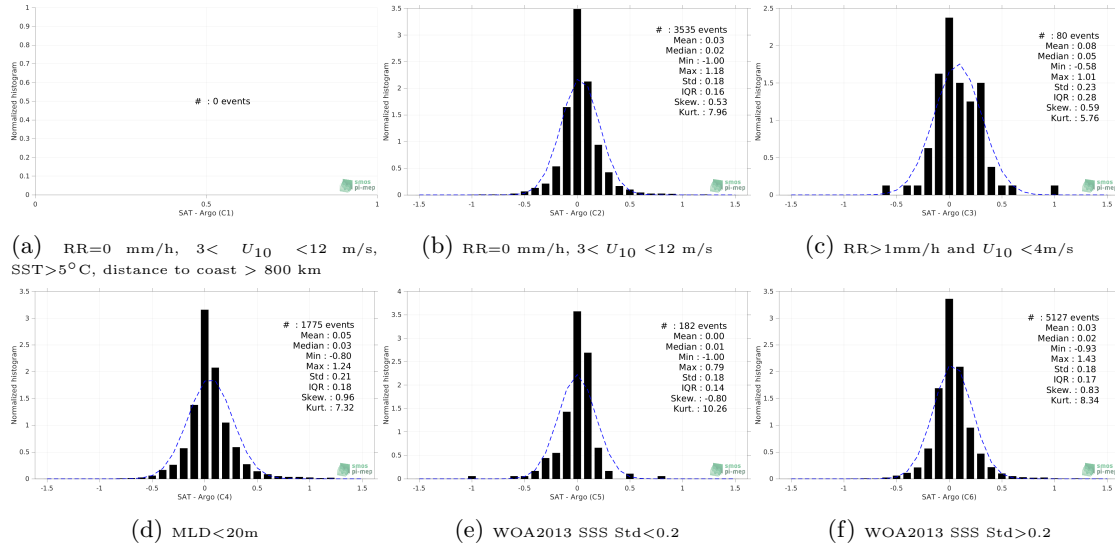 1
0.9
0.8
0.7
0.6
0.5
0.4
0.3
0.2
0.1
0
Normalized histogram
# : 0 events
smos
pi-mep
0 0.5 1
SAT - Argo (C1)
(a) RR=0 mm/h, 3< U10 <12 m/s,
SST>5°C, distance to coast > 800 km
3.5
3
2.5
2
1.5
1
0.5
0
Normalized histogram
# : 3535 events
Mean : 0.03
Median : 0.02
Min : -1.00
Max : 1.18
Std : 0.18
IQR : 0.16
Skew. : 0.53
Kurt. : 7.96
smos
pi-mep
-1.5 -1 -0.5 0 0.5 1 1.5
SAT - Argo (C2)
(b) RR=0 mm/h, 3< U10 <12 m/s
2.5
2
1.5
1
0.5
0
Normalized histogram
# : 80 events
Mean : 0.08
Median : 0.05
Min : -0.58
Max : 1.01
Std : 0.23
IQR : 0.28
Skew. : 0.59
Kurt. : 5.76
smos
pi-mep
-1.5 -1 -0.5 0 0.5 1 1.5
SAT - Argo (C3)
(c) RR>1mm/h and U10 <4m/s
3.5
3
2.5
2
1.5
1
0.5
0
Normalized histogram
# : 1775 events
Mean : 0.05
Median : 0.03
Min : -0.80
Max : 1.24
Std : 0.21
IQR : 0.18
Skew. : 0.96
Kurt. : 7.32
smos
pi-mep
-1.5 -1 -0.5 0 0.5 1 1.5
SAT - Argo (C4)
(d) MLD<20m
4
3.5
3
2.5
2
1.5
1
0.5
0
Normalized histogram
# : 182 events
Mean : 0.00
Median : 0.01
Min : -1.00
Max : 0.79
Std : 0.18
IQR : 0.14
Skew. : -0.80
Kurt. : 10.26
smos
pi-mep
-1.5 -1 -0.5 0 0.5 1 1.5
SAT - Argo (C5)
(e) WOA2013 SSS Std<0.2
3.5
3
2.5
2
1.5
1
0.5
0
Normalized histogram
# : 5127 events
Mean : 0.03
Median : 0.02
Min : -0.93
Max : 1.43
Std : 0.18
IQR : 0.17
Skew. : 0.83
Kurt. : 8.34
smos
pi-mep
-1.5 -1 -0.5 0 0.5 1 1.5
SAT - Argo (C6)
(f) WOA2013 SSS Std>0.2